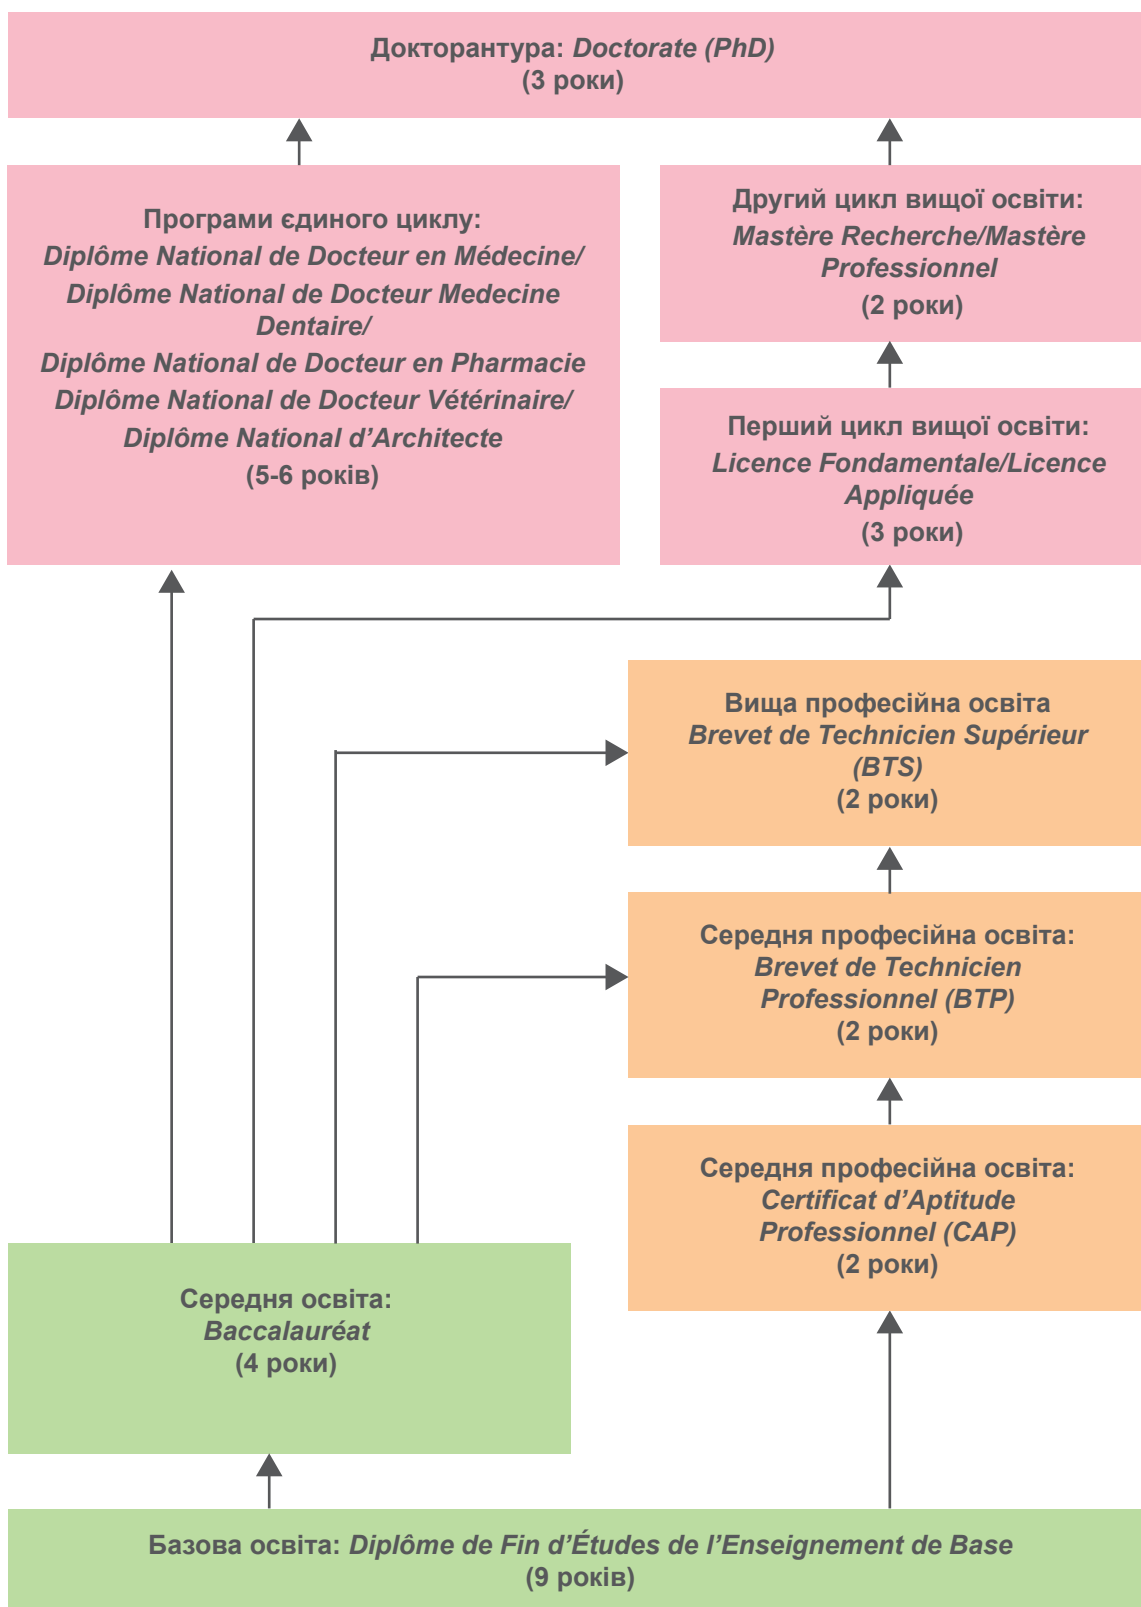 Докторантура: Doctorate (PhD)
(3 роки)
Програми єдиного циклу:
Diplôme National de Docteur en Médecine/
Diplôme National de Docteur Medecine
Dentaire/
Diplôme National de Docteur en Pharmacie
Diplôme National de Docteur Vétérinaire/
Diplôme National d’Architecte
(5-6 років)
Другий цикл вищої освіти:
Mastère Recherche/Mastère
Professionnel
(2 роки)
Перший цикл вищої освіти:
Licence Fondamentale/Licence
Appliquée
(3 роки)
Вища професійна освіта
Brevet de Technicien Supérieur
(BTS)
(2 роки)
Середня професійна освіта:
Brevet de Technicien
Professionnel (BTP)
(2 роки)
Середня професійна освіта:
Certificat d’Aptitude
Professionnel (CAP)
(2 роки)
Середня освіта:
Baccalauréat
(4 роки)
Базова освіта: Diplôme de Fin d’Études de l’Enseignement de Base
(9 років)